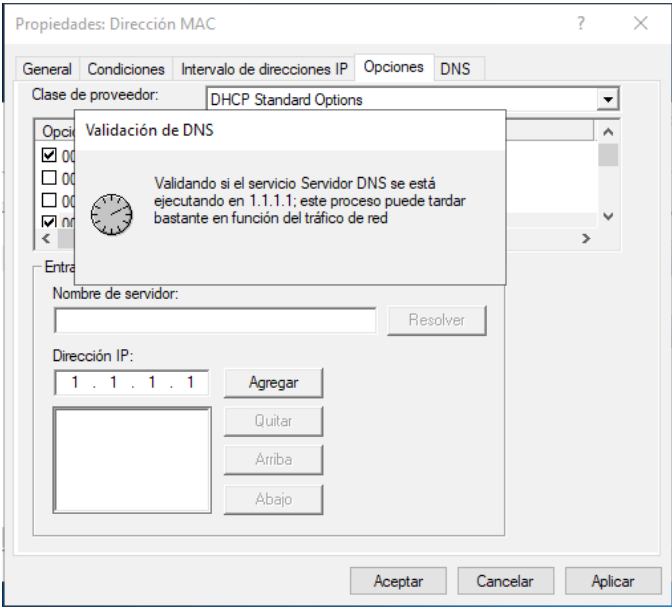 Propiedades: Dirección MAC
General Condiciones Intervalo de direcciones IP Opciones DNS
Clase de proveedor: DHCP Standard Options
Validación de DNS
Validando si el servicio Servidor DNS se está
ejecutando en 1.1.1.1; este proceso puede tardar
bastante en función del tráfico de red
Nombre de servidor:
Resolver
Dirección IP:
1 . 1 . 1 . 1 Agregar
Quitar
Arriba
Abajo
Aceptar Cancelar Aplicar